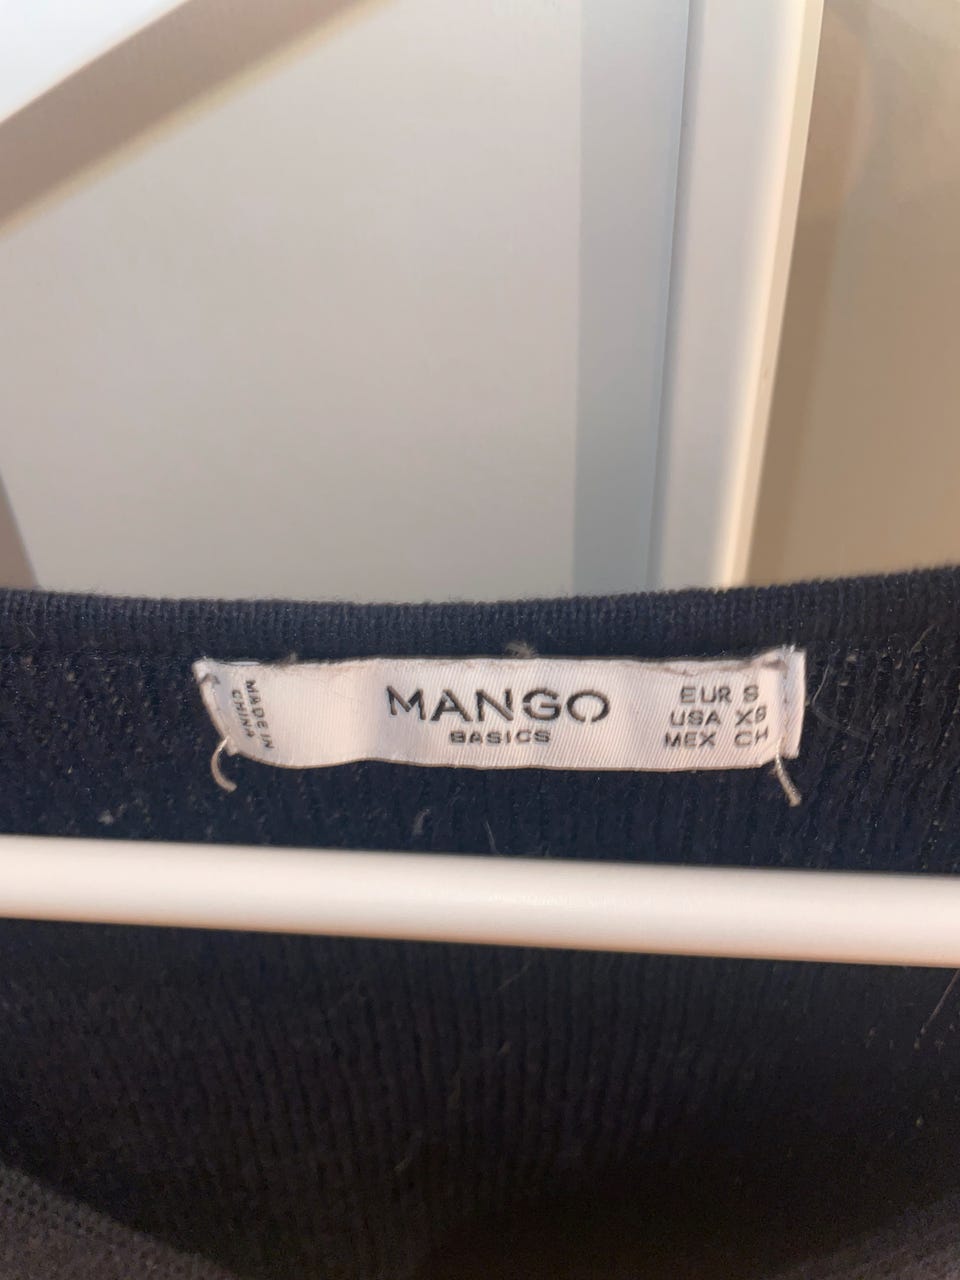 MANGO
BASICS
EUR S
USA XS
MEX CH
MADE IN
CHINA